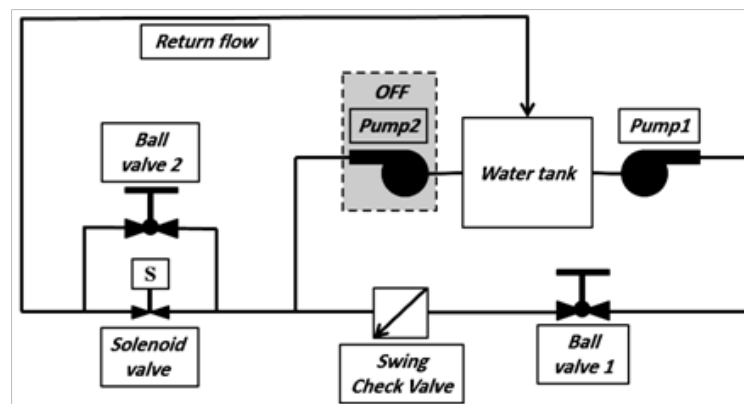 Return flow
OFF
Pump2
Pump1
Ball
valve 2
Water tank
S
Solenoid
valve
Swing
Check Valve
Ball
valve 1